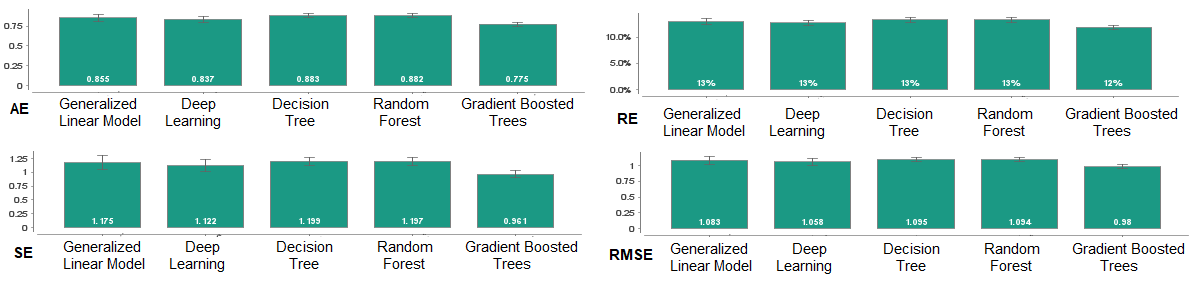 0.75
0.5
0.25
0
0.855
0.837
0.883
0.882
0.775
AE
Generalized Linear Model
Deep Learning
Decision Tree
Random Forest
Gradient Boosted Trees
10.0%
5.0%
0.0%
13%
13%
13%
13%
12%
RE
Generalized Linear Model
Deep Learning
Decision Tree
Random Forest
Gradient Boosted Trees
1.25
1
0.75
0.5
0.25
0
1.175
1.122
1.199
1.197
0.961
SE
Generalized Linear Model
Deep Learning
Decision Tree
Random Forest
Gradient Boosted Trees
1
0.75
0.5
0.25
0
1.083
1.058
1.095
1.094
0.98
RMSE
Generalized Linear Model
Deep Learning
Decision Tree
Random Forest
Gradient Boosted Trees